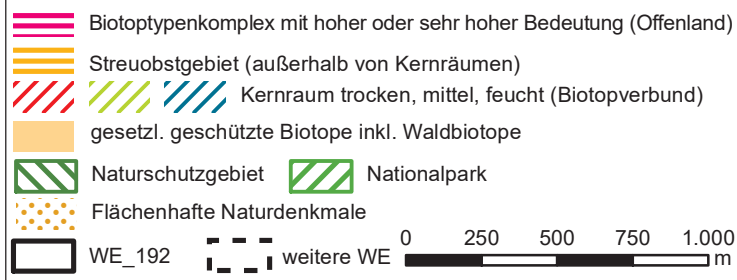 Biotoptypenkomplex mit hoher oder sehr hoher Bedeutung (Offenland)
Streuobstgebiet (außerhalb von Kernräumen)
Kernraum trocken, mittel, feucht (Biotopverbund)
gesetzl. geschützte Biotope inkl. Waldbiotope
Naturschutzgebiet Nationalpark
Flächenhafte Naturdenkmale
0 250 500 750 1.000
WE_192 weitere WE m